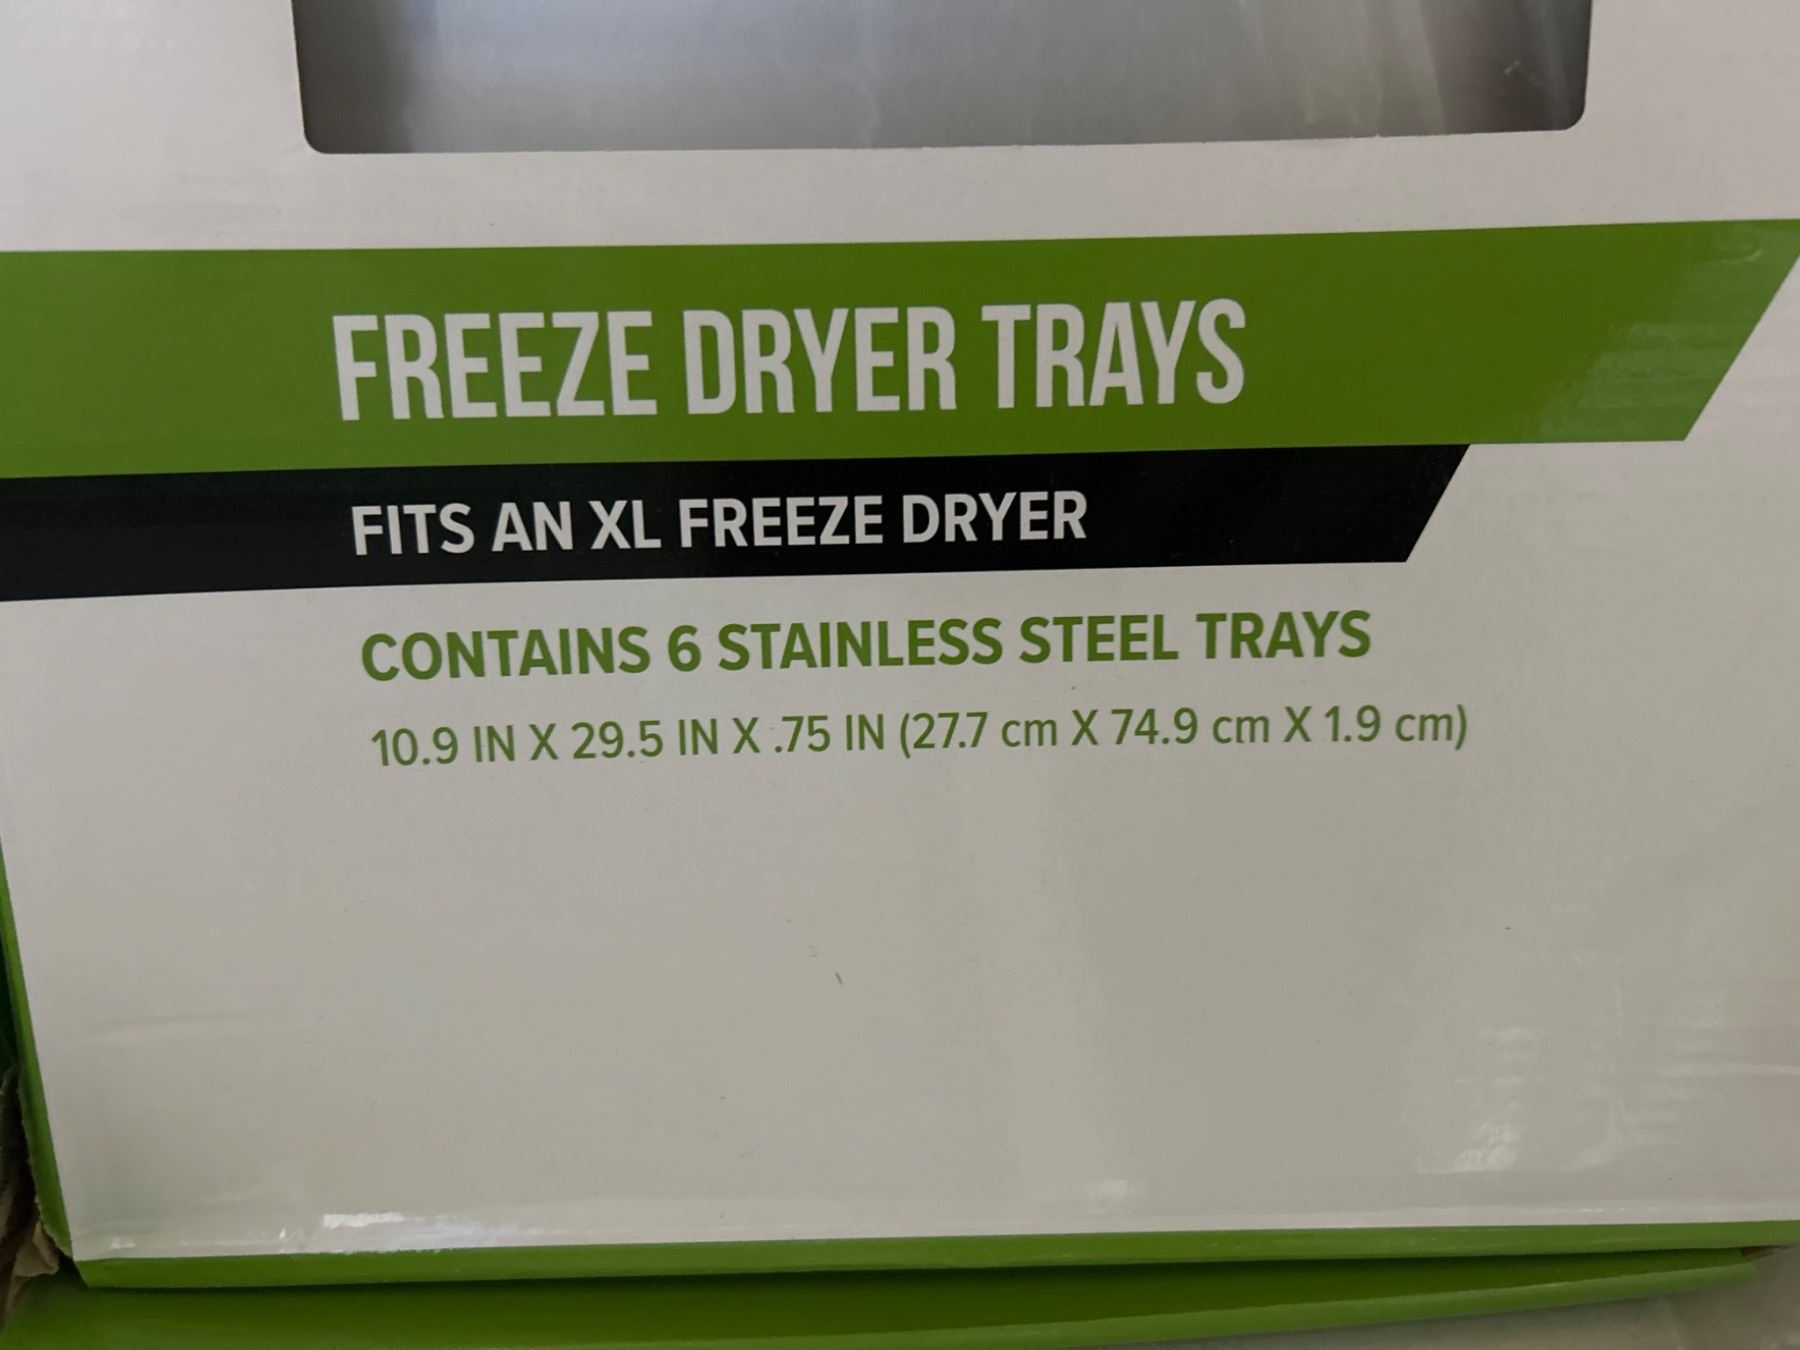 FREEZE DRYER TRAYS
FITS AN XL FREEZE DRYER
CONTAINS 6 STAINLESS STEEL TRAYS
10.9 IN X 29.5 IN X .75 IN (27.7 cm X 74.9 cm X 1.9 cm)